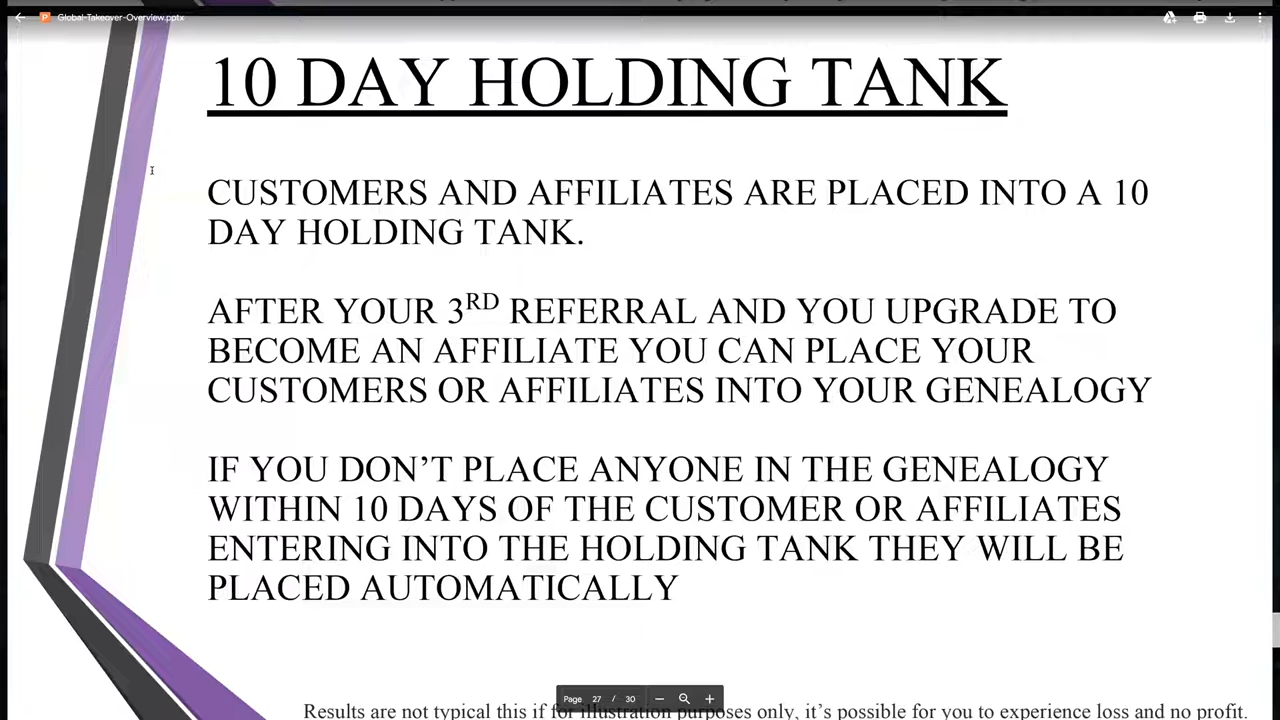 Global-Takeover-Overview.pptx
10 DAY HOLDING TANK
CUSTOMERS AND AFFILIATES ARE PLACED INTO A 10
DAY HOLDING TANK.
AFTER YOUR 3RD REFERRAL AND YOU UPGRADE TO
BECOME AN AFFILIATE YOU CAN PLACE YOUR
CUSTOMERS OR AFFILIATES INTO YOUR GENEALOGY
IF YOU DON'T PLACE ANYONE IN THE GENEALOGY
WITHIN 10 DAYS OF THE CUSTOMER OR AFFILIATES
ENTERING INTO THE HOLDING TANK THEY WILL BE
PLACED AUTOMATICALLY
Page 27 / 30
Results are not typical this if for illustration purposes only, it's possible for you to experience loss and no profit.